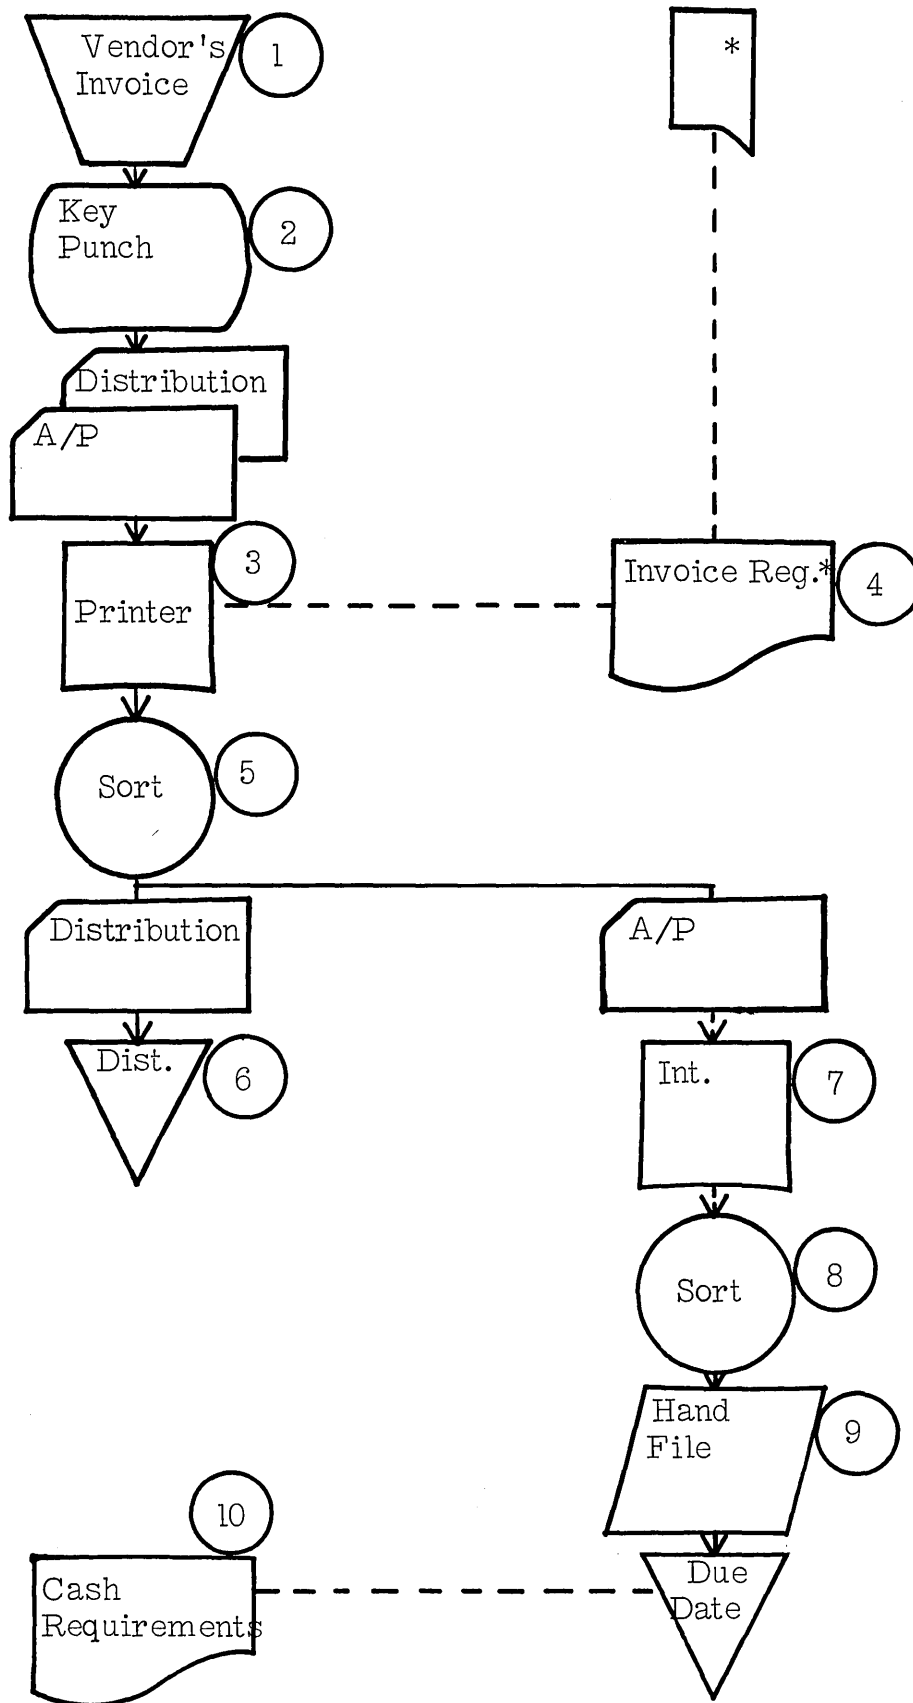 Vendor's
Invoice
1
*
Key
Punch
2
Distribution
A/P
3
Printer
Invoice Reg.*
4
Sort
5
Distribution
A/P
Dist.
6
Int.
7
Sort
8
Hand
File
9
10
Cash
Requirements
Due
Date